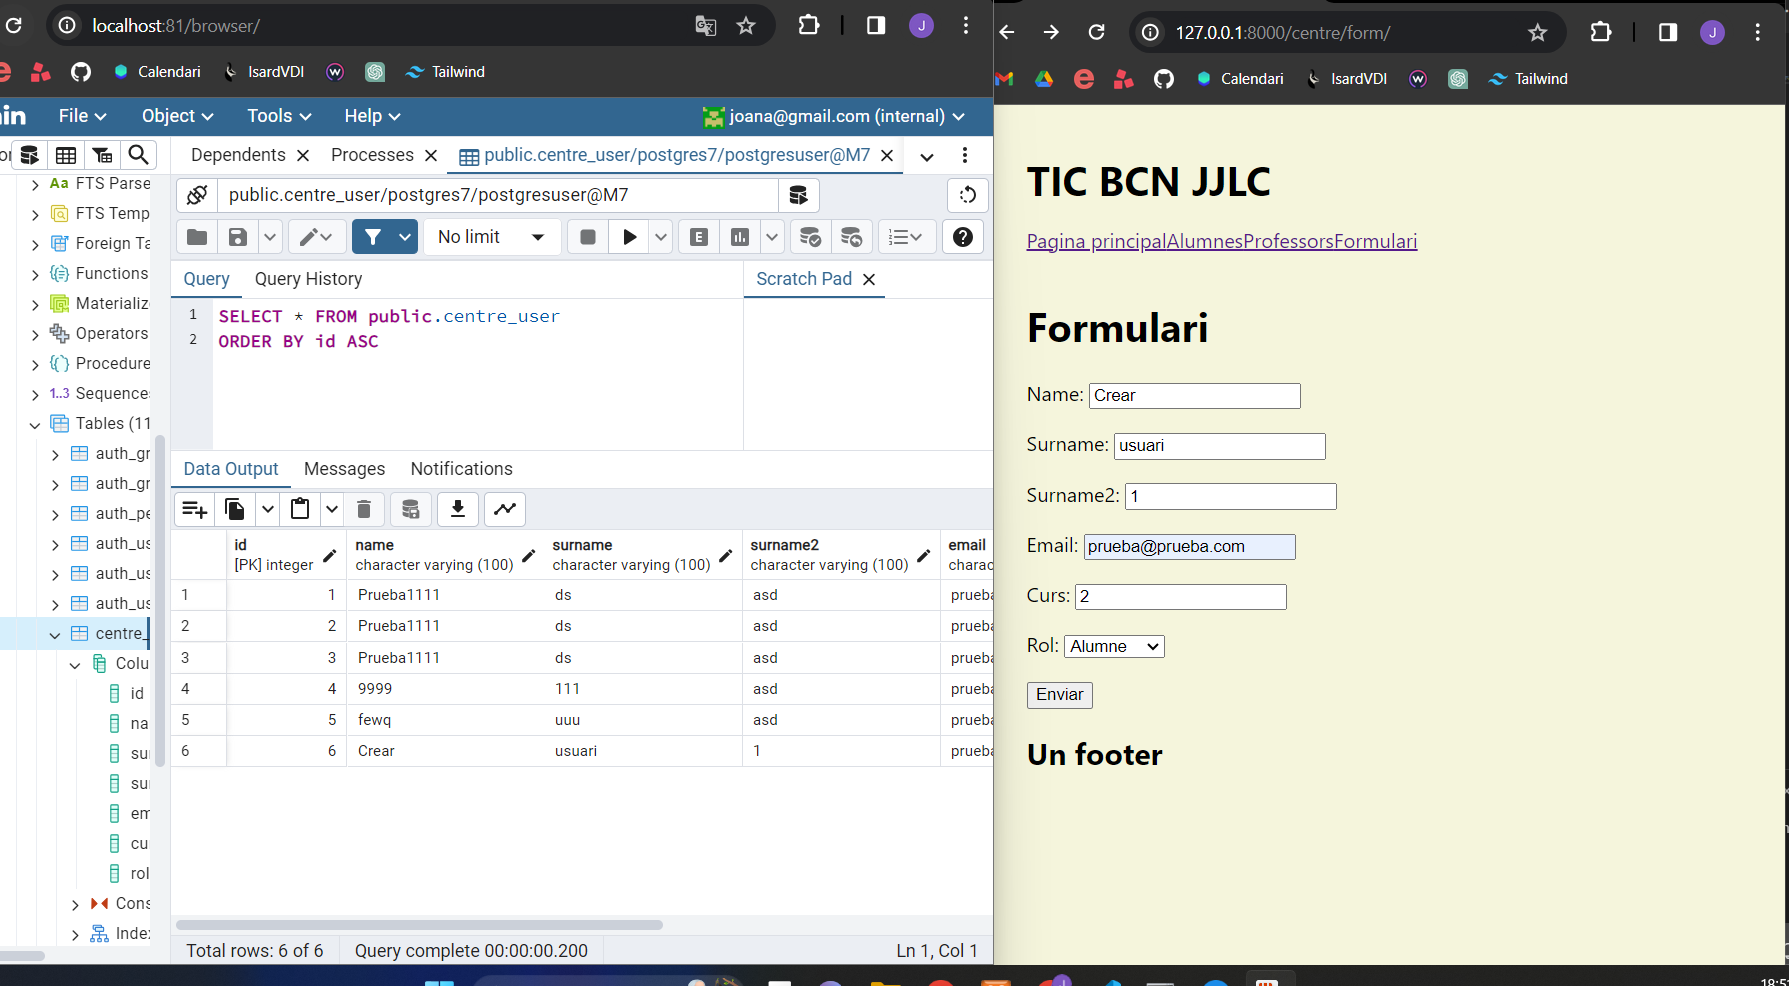 localhost:81/browser/
Calendari
IsardVDI
Tailwind
in
File
Object
Tools
Help
joana@gmail.com (internal)
Dependents
Processes
public.centre_user/postgres7/postgresuser@M7
public.centre_user/postgres7/postgresuser@M7
No limit
E
Query
Query History
Scratch Pad
1 SELECT * FROM public.centre_user
2 ORDER BY id ASC
Aa FTS Parse
FTS Temp
Foreign Ta
Functions
Materialize
Operators
Procedure
1..3 Sequence
Tables (11
auth_gr
auth_gr
auth_pe
auth_us
auth_us
auth_us
centre_
Colu
id
na
su
su
em
cu
rol
Cons
Inde
Data Output
Messages
Notifications
id name surname surname2 email
[PK] integer character varying (100) character varying (100) character varying (100) charac
1 1 Prueba1111 ds asd prueba
2 2 Prueba1111 ds asd prueba
3 3 Prueba1111 ds asd prueba
4 4 9999 111 asd prueba
5 5 fewq uuu asd prueba
6 6 Crear usuari 1 prueba
Total rows: 6 of 6
Query complete 00:00:00.200
Ln 1, Col 1
127.0.0.1:8000/centre/form/
J
Calendari
IsardVDI
Tailwind
TIC BCN JJLC
Pagina principalAlumnesProfessorsFormulari
Formulari
Name: Crear
Surname: usuari
Surname2: 1
Email: prueba@prueba.com
Curs: 2
Rol: Alumne
Enviar
Un footer